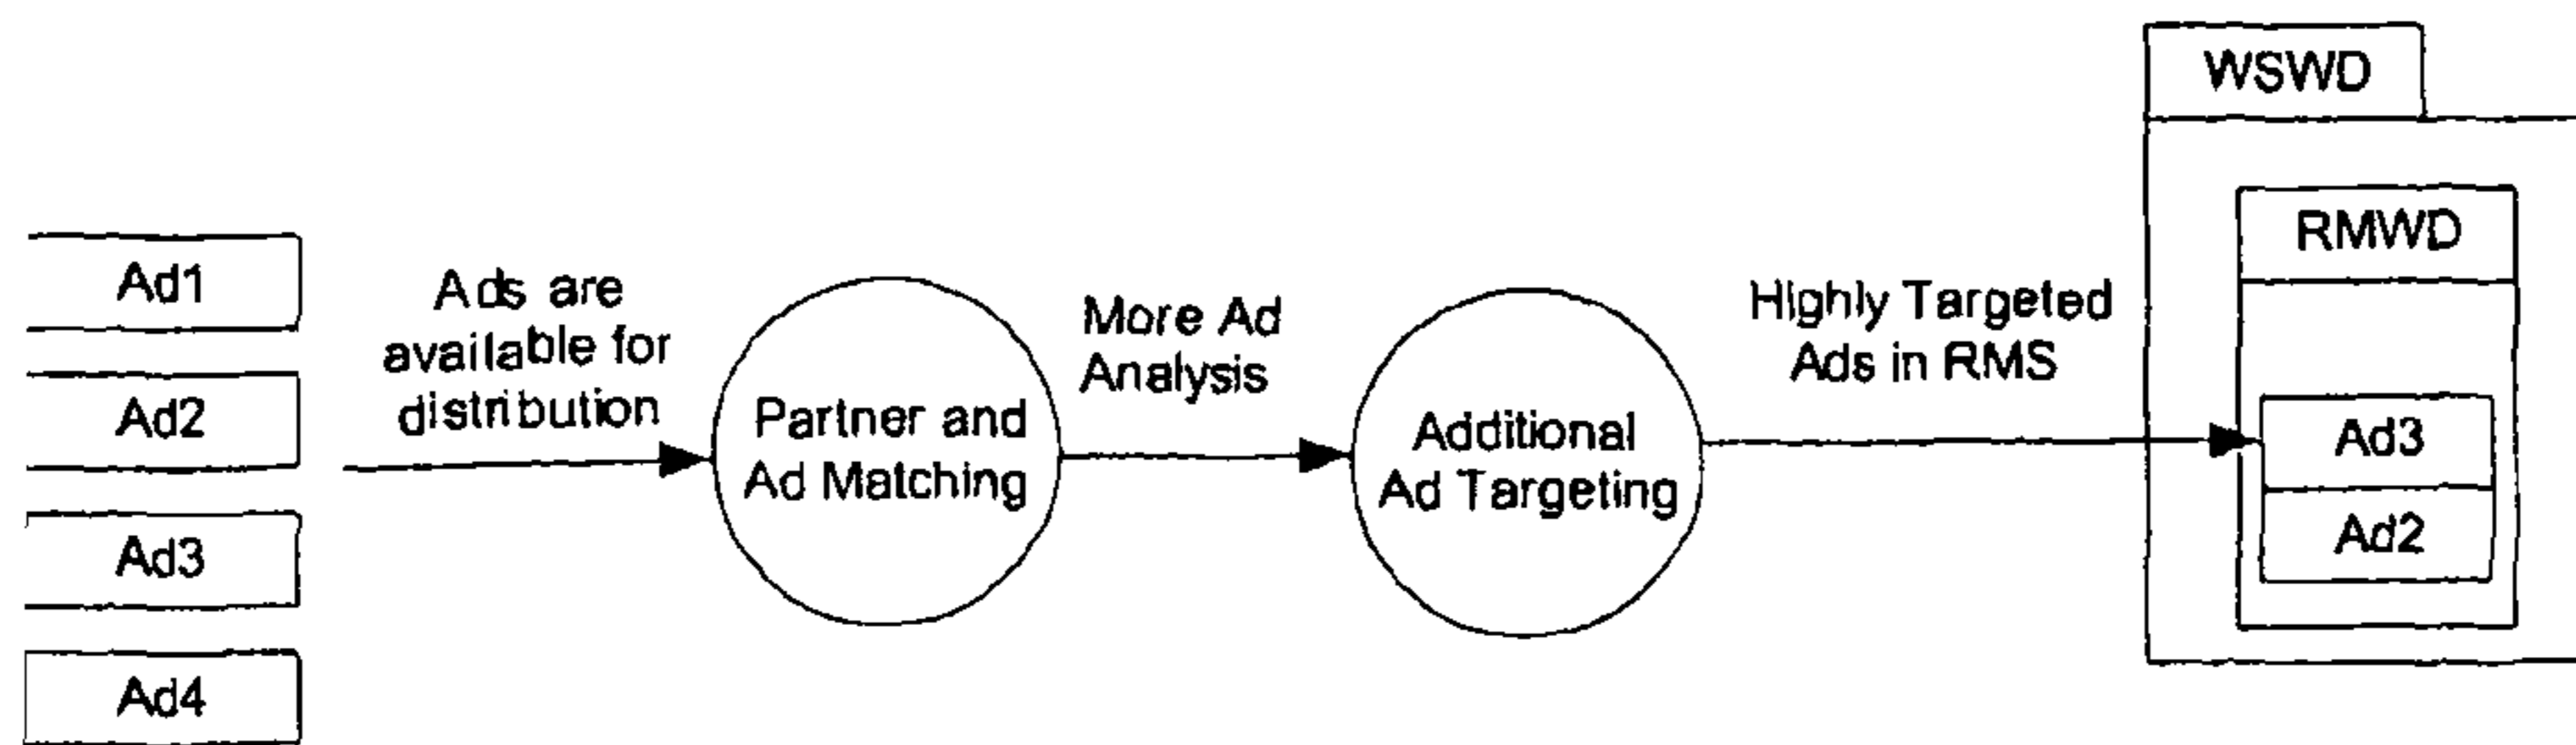 Ad1
Ad2
Ad3
Ad4
Ads are
available for
distribution
Partner and
Ad Matching
More Ad
Analysis
Additional
Ad Targeting
Highly Targeted
Ads in RMS
WSWD
RMWD
Ad3
Ad2